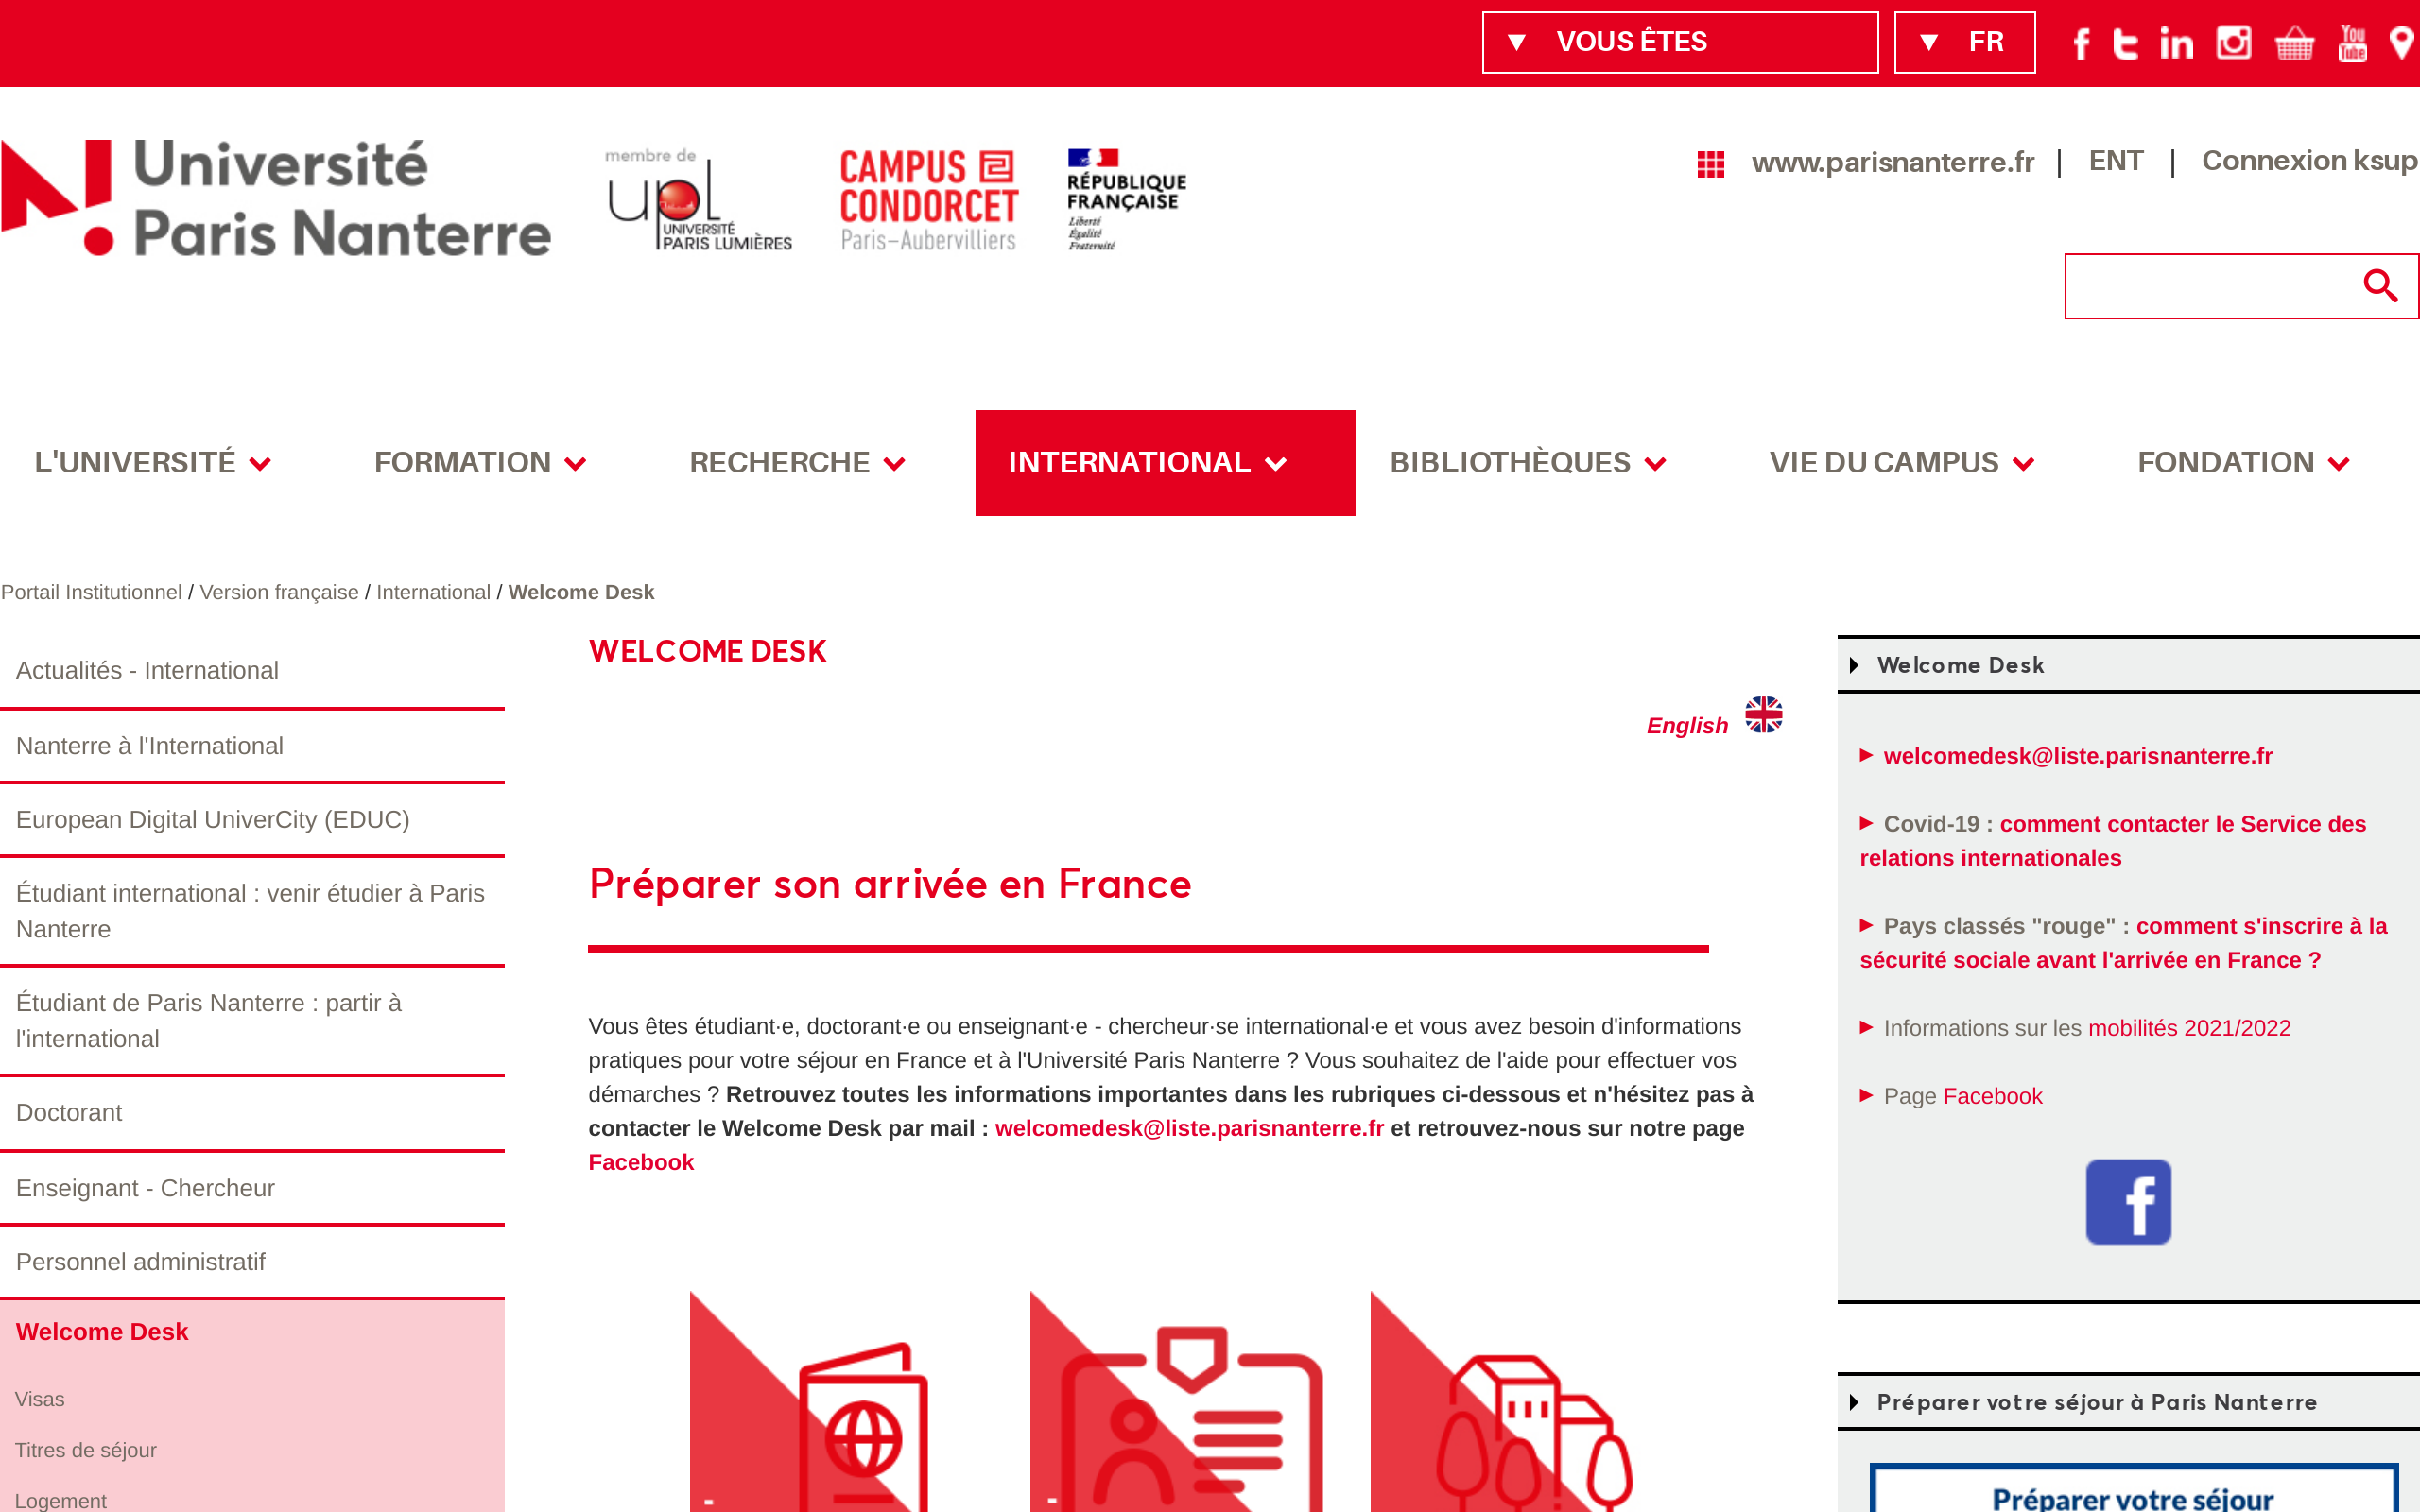 VOUS ÊTES
FR
You
Tube
Université
Paris Nanterre
membre de
upl
UNIVERSITÉ
PARIS LUMIÈRES
CAMPUS
CONDORCET
Paris–Aubervilliers
RÉPUBLIQUE
FRANÇAISE
Liberté
Égalité
Fraternité
www.parisnanterre.fr | ENT | Connexion ksup
L'UNIVERSITÉ
FORMATION
RECHERCHE
INTERNATIONAL
BIBLIOTHÈQUES
VIE DU CAMPUS
FONDATION
Portail Institutionnel / Version française / International / Welcome Desk
Actualités - International
Nanterre à l'International
European Digital UniverCity (EDUC)
Étudiant international : venir étudier à Paris
Nanterre
Étudiant de Paris Nanterre : partir à
l'international
Doctorant
Enseignant - Chercheur
Personnel administratif
Welcome Desk
Visas
Titres de séjour
Logement
WELCOME DESK
English
Préparer son arrivée en France
Vous êtes étudiant·e, doctorant·e ou enseignant·e - chercheur·se international·e et vous avez besoin d'informations
pratiques pour votre séjour en France et à l'Université Paris Nanterre ? Vous souhaitez de l'aide pour effectuer vos
démarches ? Retrouvez toutes les informations importantes dans les rubriques ci-dessous et n'hésitez pas à
contacter le Welcome Desk par mail : welcomedesk@liste.parisnanterre.fr et retrouvez-nous sur notre page
Facebook
Welcome Desk
welcomedesk@liste.parisnanterre.fr
Covid-19 : comment contacter le Service des
relations internationales
Pays classés "rouge" : comment s'inscrire à la
sécurité sociale avant l'arrivée en France ?
Informations sur les mobilités 2021/2022
Page Facebook
Préparer votre séjour à Paris Nanterre
Préparer votre séjour